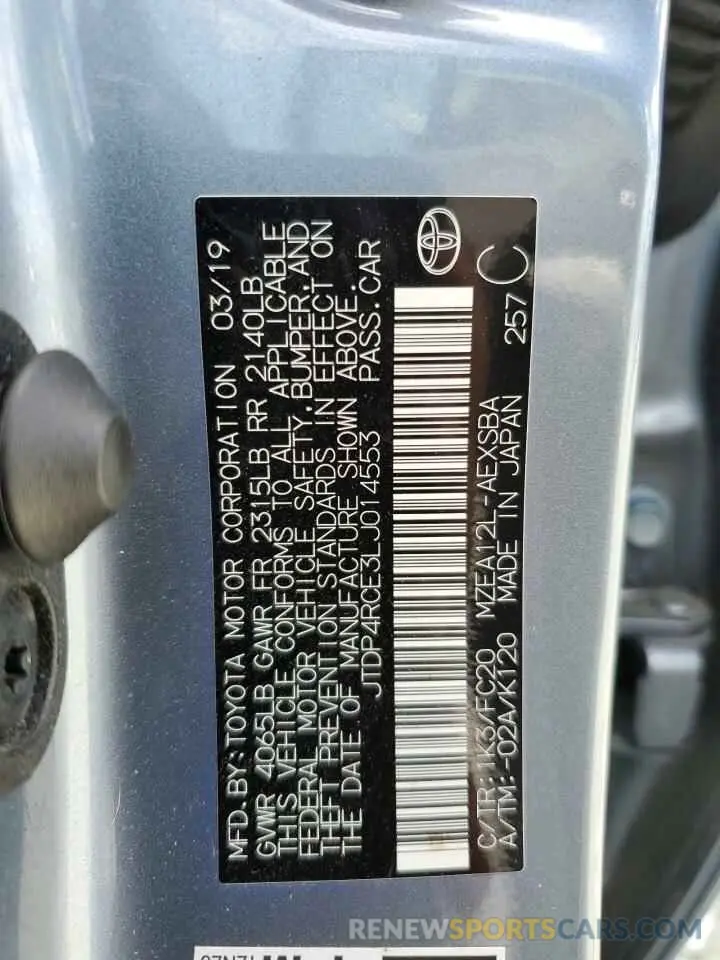 MFD.BY:TOYOTA MOTOR CORPORATION 03/19
GVWR 4065LB GAWR FR 2315LB RR 2140LB
THIS VEHICLE CONFORMS TO ALL APPLICABLE
FEDERAL MOTOR VEHICLE SAFETY,BUMPER,AND
THEFT PREVENTION STANDARDS IN EFFECT ON
THE DATE OF MANUFACTURE SHOWN ABOVE.
JTDP4RCE3LJ014553 PASS.CAR
C/TR:1K3/FC20 MZEA12L-AEXSBA 257 C
A/TM:-02A/K120 MADE IN JAPAN
RENEWSPORTSCARS.COM